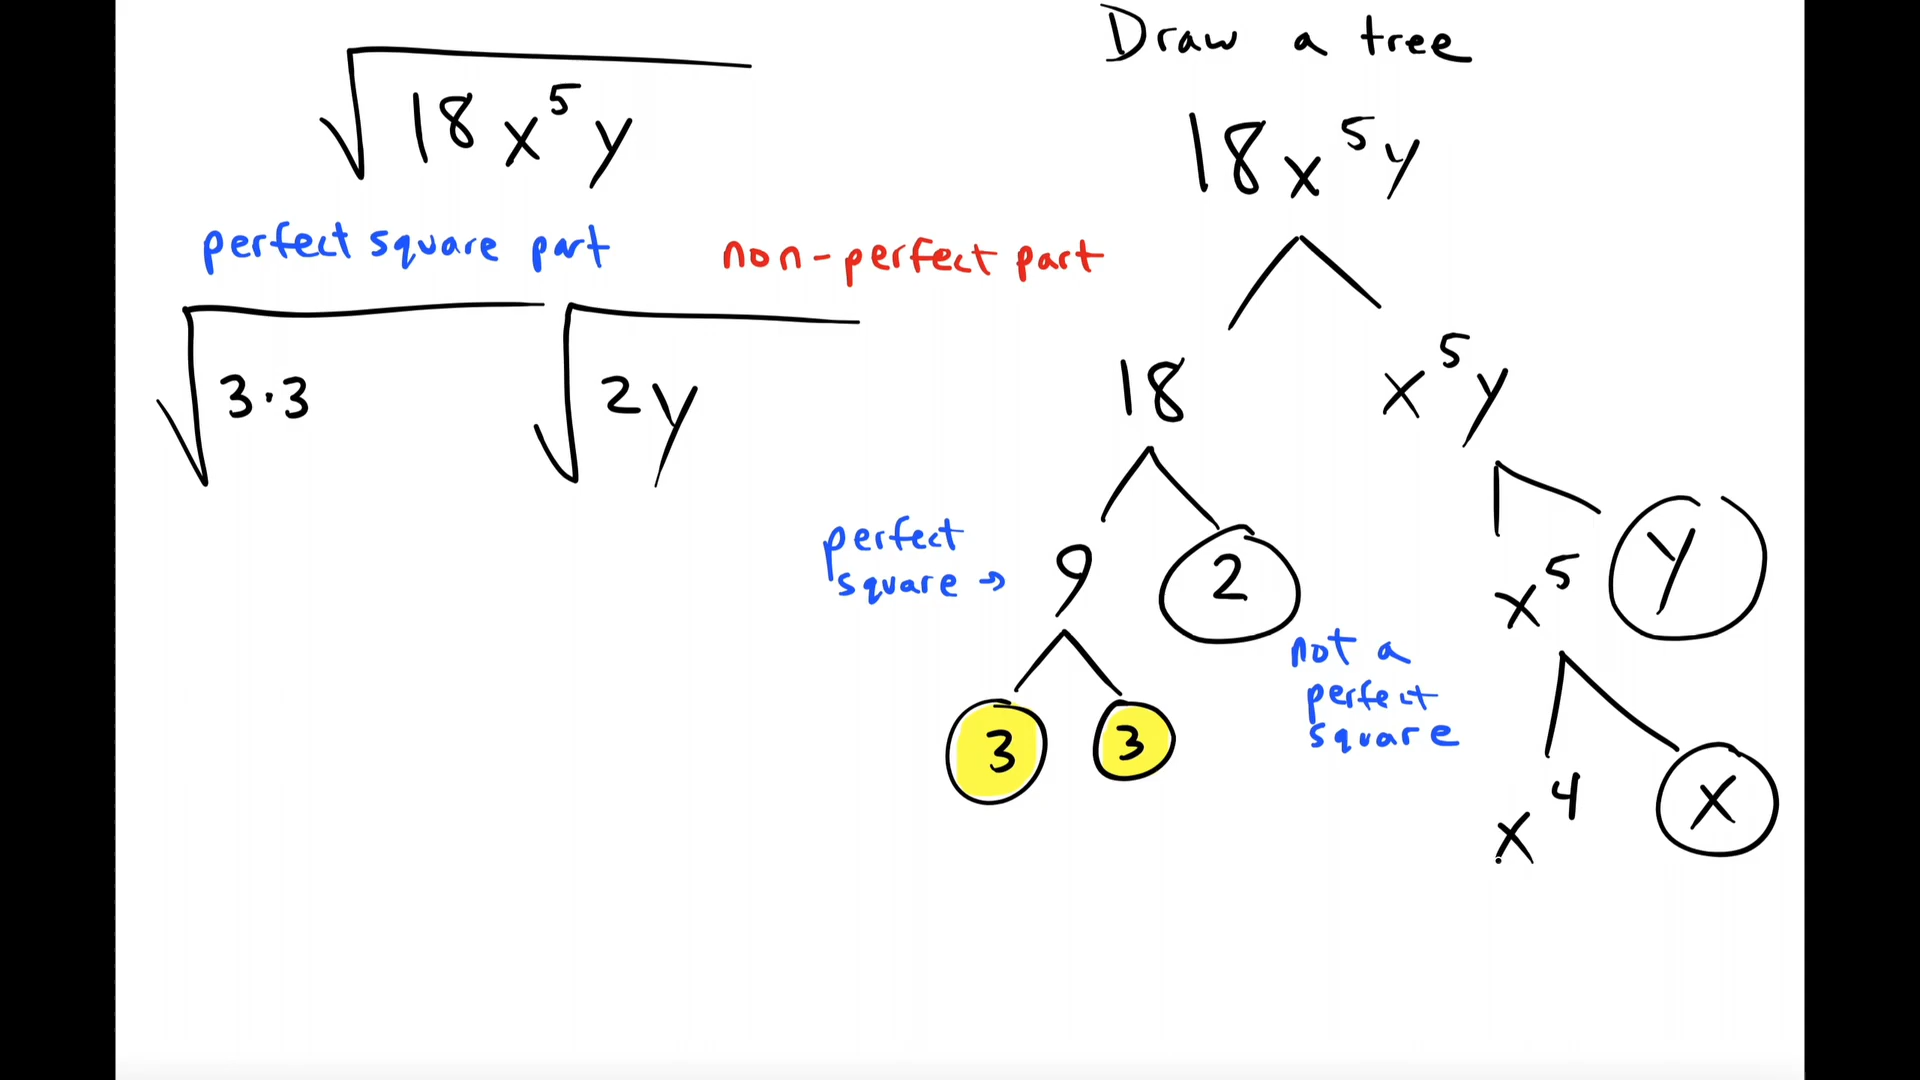 Draw a tree
√18x⁵y
18x⁵y
perfect square part
non-perfect part
√3·3 √2y
18
x⁵y
perfect
square →
9
2
x⁵
y
not a
perfect
square
3
3
x⁴
x